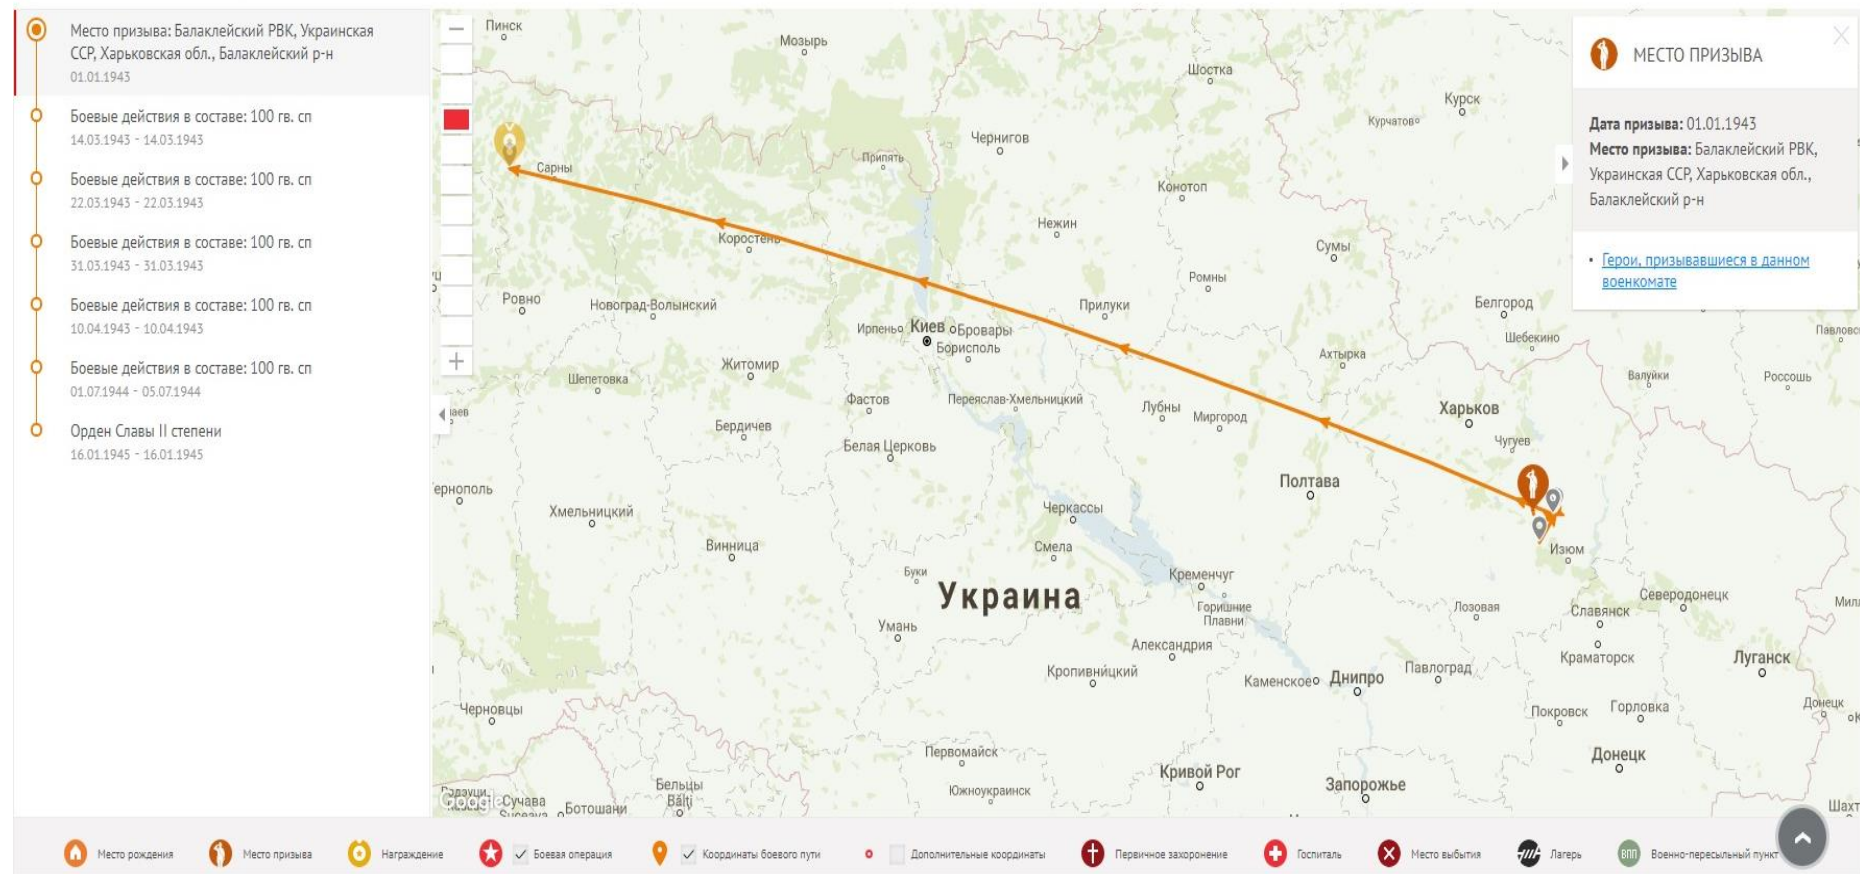 Место призыва: Балаклейский РВК, Украинская
ССР, Харьковская обл., Балаклейский р-н
01.01.1943
Боевые действия в составе: 100 гв. сп
14.03.1943 - 14.03.1943
Боевые действия в составе: 100 гв. сп
22.03.1943 - 22.03.1943
Боевые действия в составе: 100 гв. сп
31.03.1943 - 31.03.1943
Боевые действия в составе: 100 гв. сп
10.04.1943 - 10.04.1943
Боевые действия в составе: 100 гв. сп
01.07.1944 - 05.07.1944
Орден Славы II степени
16.01.1945 - 16.01.1945
Пинск
Мозырь
Шостка
Курск
Курчатов
Чернигов
Припять
Сарны
Конотоп
Нежин
Коростень
Сумы
Ромны
Ровно
Новоград-Волынский
Прилуки
Белгород
Ирпень
Киев
Бровары
Борисполь
Шебекино
Павловс
Ахтырка
Житомир
Шепетовка
Валуйки
Россошь
Фастов
Переяслав-Хмельницкий
Лубны
Миргород
Харьков
Чугуев
Бердичев
Белая Церковь
Полтава
ернополь
Хмельницкий
Черкассы
Винница
Смела
Изюм
Буки
Кременчуг
Украина
Горишние
Плавни
Лозовая
Северодонецк
Славянск
Мил
Умань
Александрия
Краматорск
Луганск
Кропивницкий
Каменское
Днипро
Павлоград
Черновцы
Покровск
Горловка
Донецк
Первомайск
Донецк
Кривой Рог
Запорожье
Южноукраинск
Бельцы
Bălți
Google
Сучава
Suceava
Ботошани
Шахт
МЕСТО ПРИЗЫВА
Дата призыва: 01.01.1943
Место призыва: Балаклейский РВК,
Украинская ССР, Харьковская обл.,
Балаклейский р-н
• Герои, призывавшиеся в данном
военкомате
Место рождения
Место призыва
Награждение
Боевая операция
Координаты боевого пути
Дополнительные координаты
Первичное захоронение
Госпиталь
Место выбытия
Лагерь
ВПП
Военно-пересыльный пункт